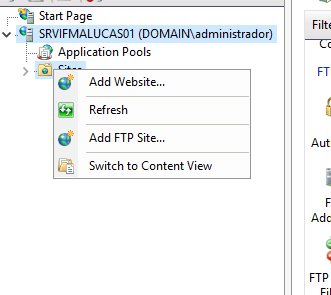 Start Page
SRVIFMALUCAS01 (DOMAIN\administrador)
Application Pools
Sites
Add Website...
Refresh
Add FTP Site...
Switch to Content View
Filte
Co
FT
Aut
F
Add
FTP
Fil